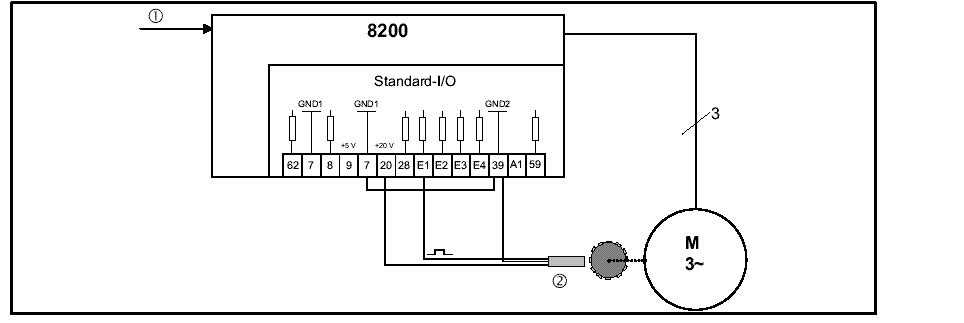 ①
8200
Standard-I/O
GND1 GND1 GND2
+5 V +20 V
62 7 8 9 7 20 28 E1 E2 E3 E4 39 A1 59
3
②
M
3~